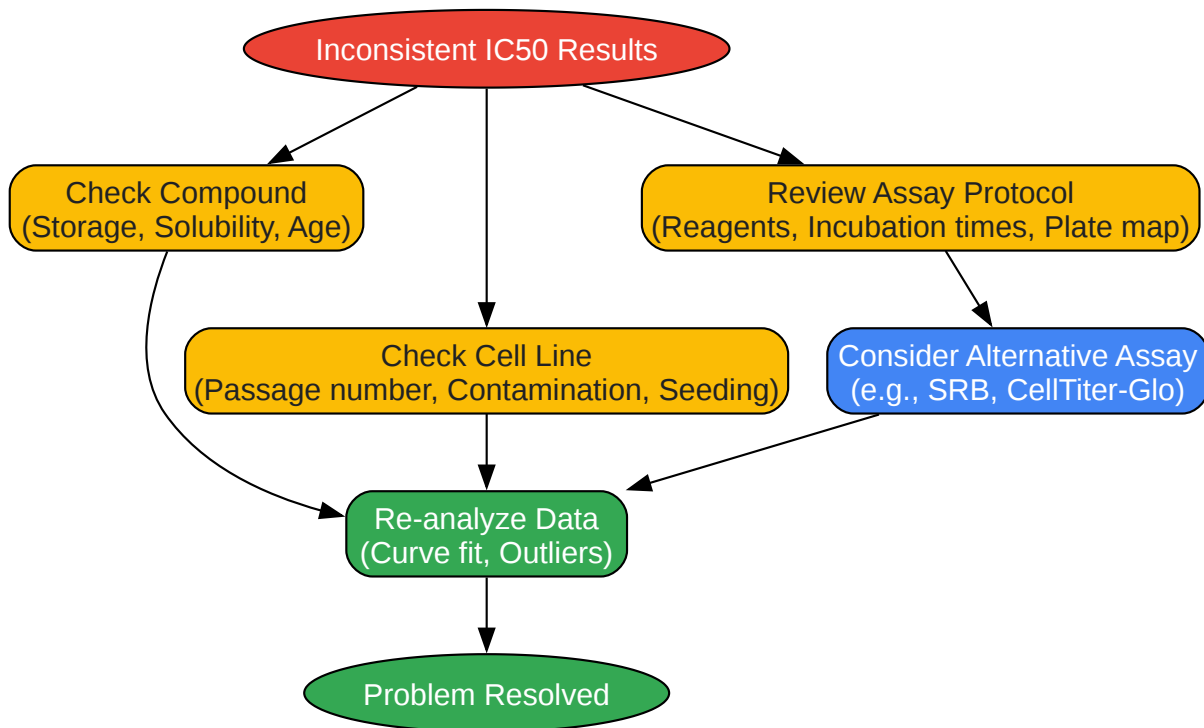 Inconsistent IC50 Results
Check Compound
(Storage, Solubility, Age)
Review Assay Protocol
(Reagents, Incubation times, Plate map)
Check Cell Line
(Passage number, Contamination, Seeding)
Consider Alternative Assay
(e.g., SRB, CellTiter-Glo)
Re-analyze Data
(Curve fit, Outliers)
Problem Resolved